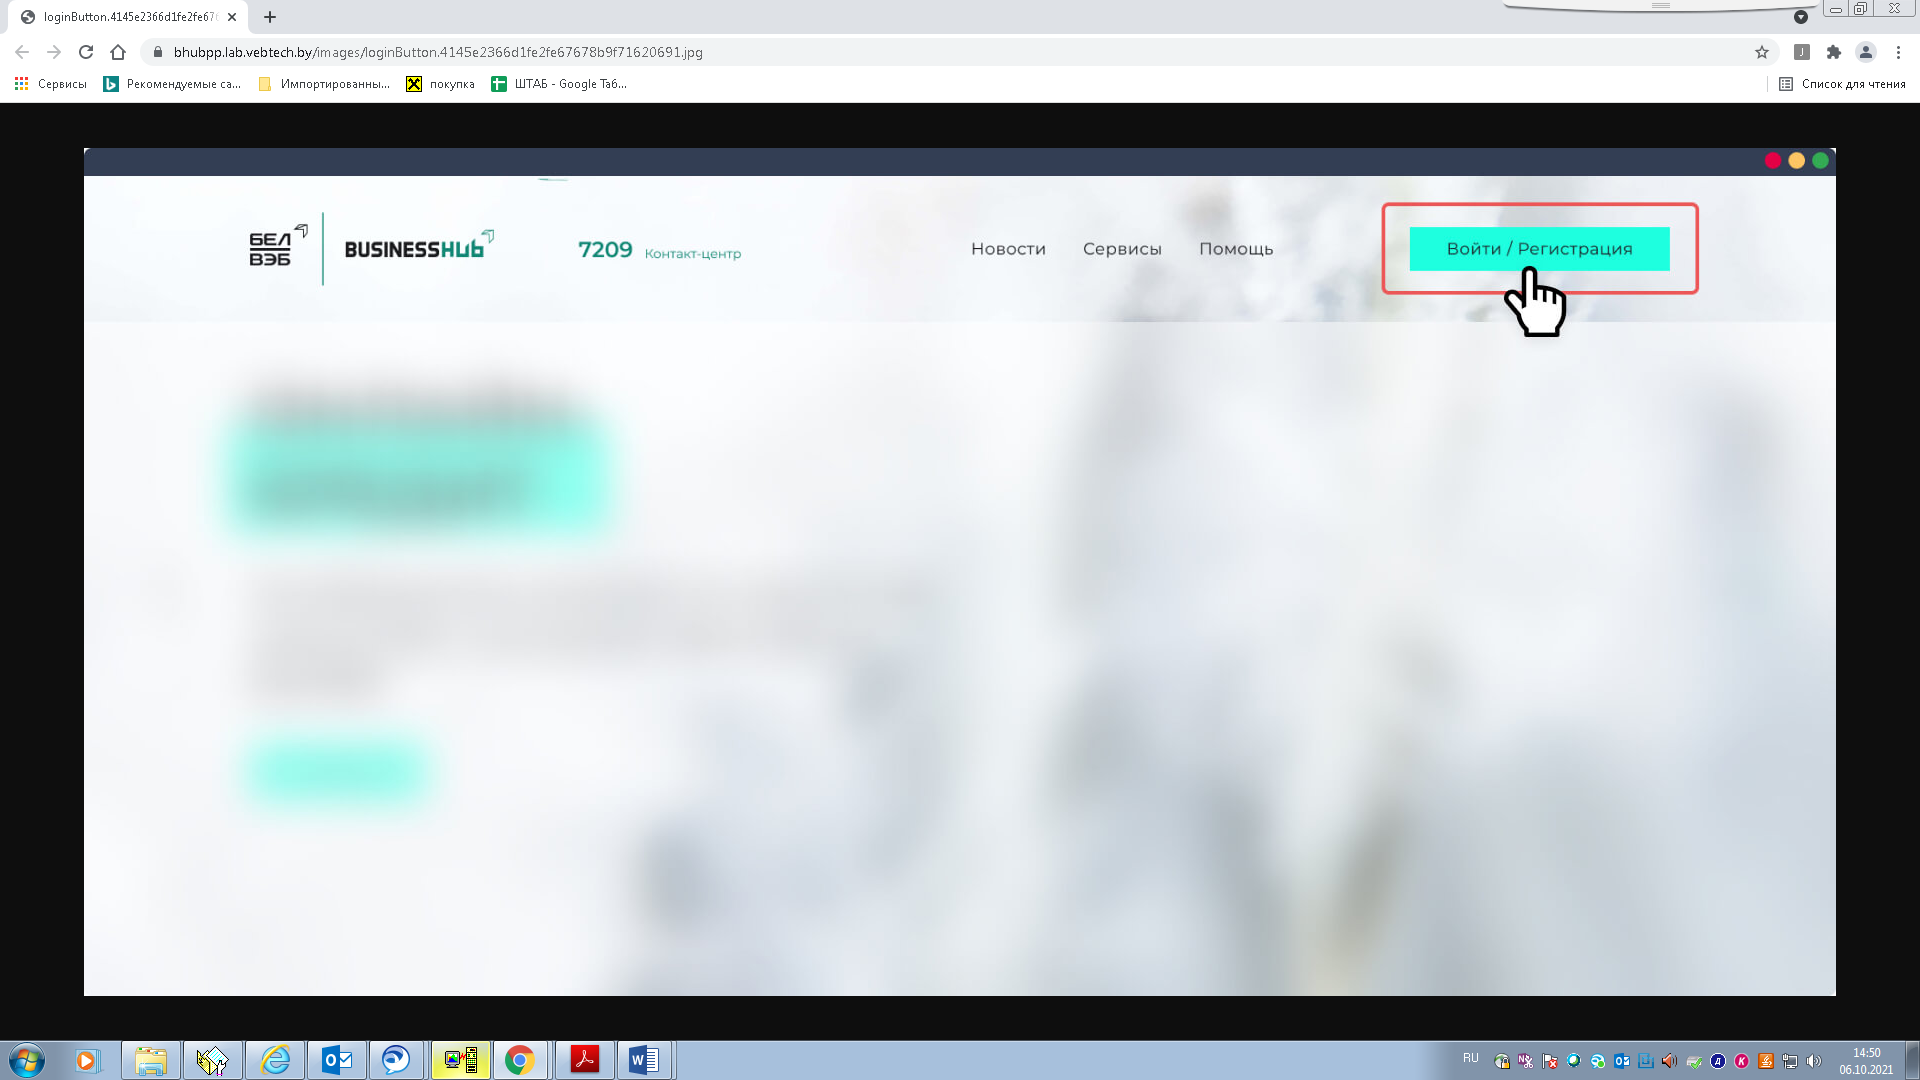 loginButton.4145e2366d1fe2fe676
bhubpp.lab.vebtech.by/images/loginButton.4145e2366d1fe2fe67678b9f71620691.jpg
Сервисы
Рекомендуемые са...
Импортированны...
покупка
ШТАБ - Google Таб...
Список для чтения
БЕЛ
ВЭБ
BUSINESSHub
7209 Контакт-центр
Новости
Сервисы
Помощь
Войти / Регистрация
RU
14:50
06.10.2021